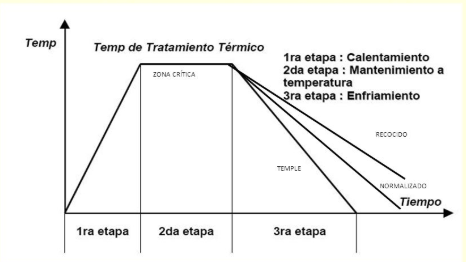 Temp
Temp de Tratamiento Térmico
ZONA CRÍTICA
1ra etapa : Calentamiento
2da etapa : Mantenimiento a
temperatura
3ra etapa : Enfriamiento
RECOCIDO
TEMPLE
NORMALIZADO
Tiempo
1ra etapa
2da etapa
3ra etapa